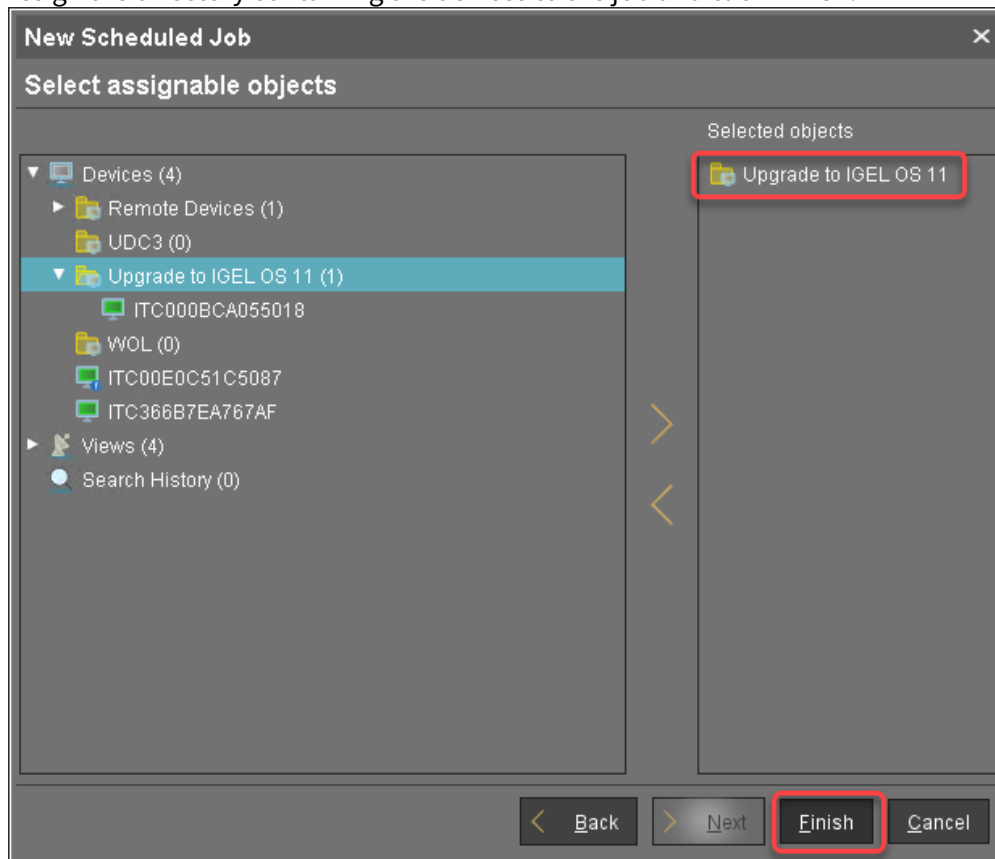 New Scheduled Job
Select assignable objects
Selected objects
Devices (4)
Upgrade to IGEL OS 11
Remote Devices (1)
UDC3 (0)
Upgrade to IGEL OS 11 (1)
ITC000BCA055018
WOL (0)
ITC00E0C51C5087
ITC366B7EA767AF
Views (4)
Search History (0)
Back
Next
Finish
Cancel